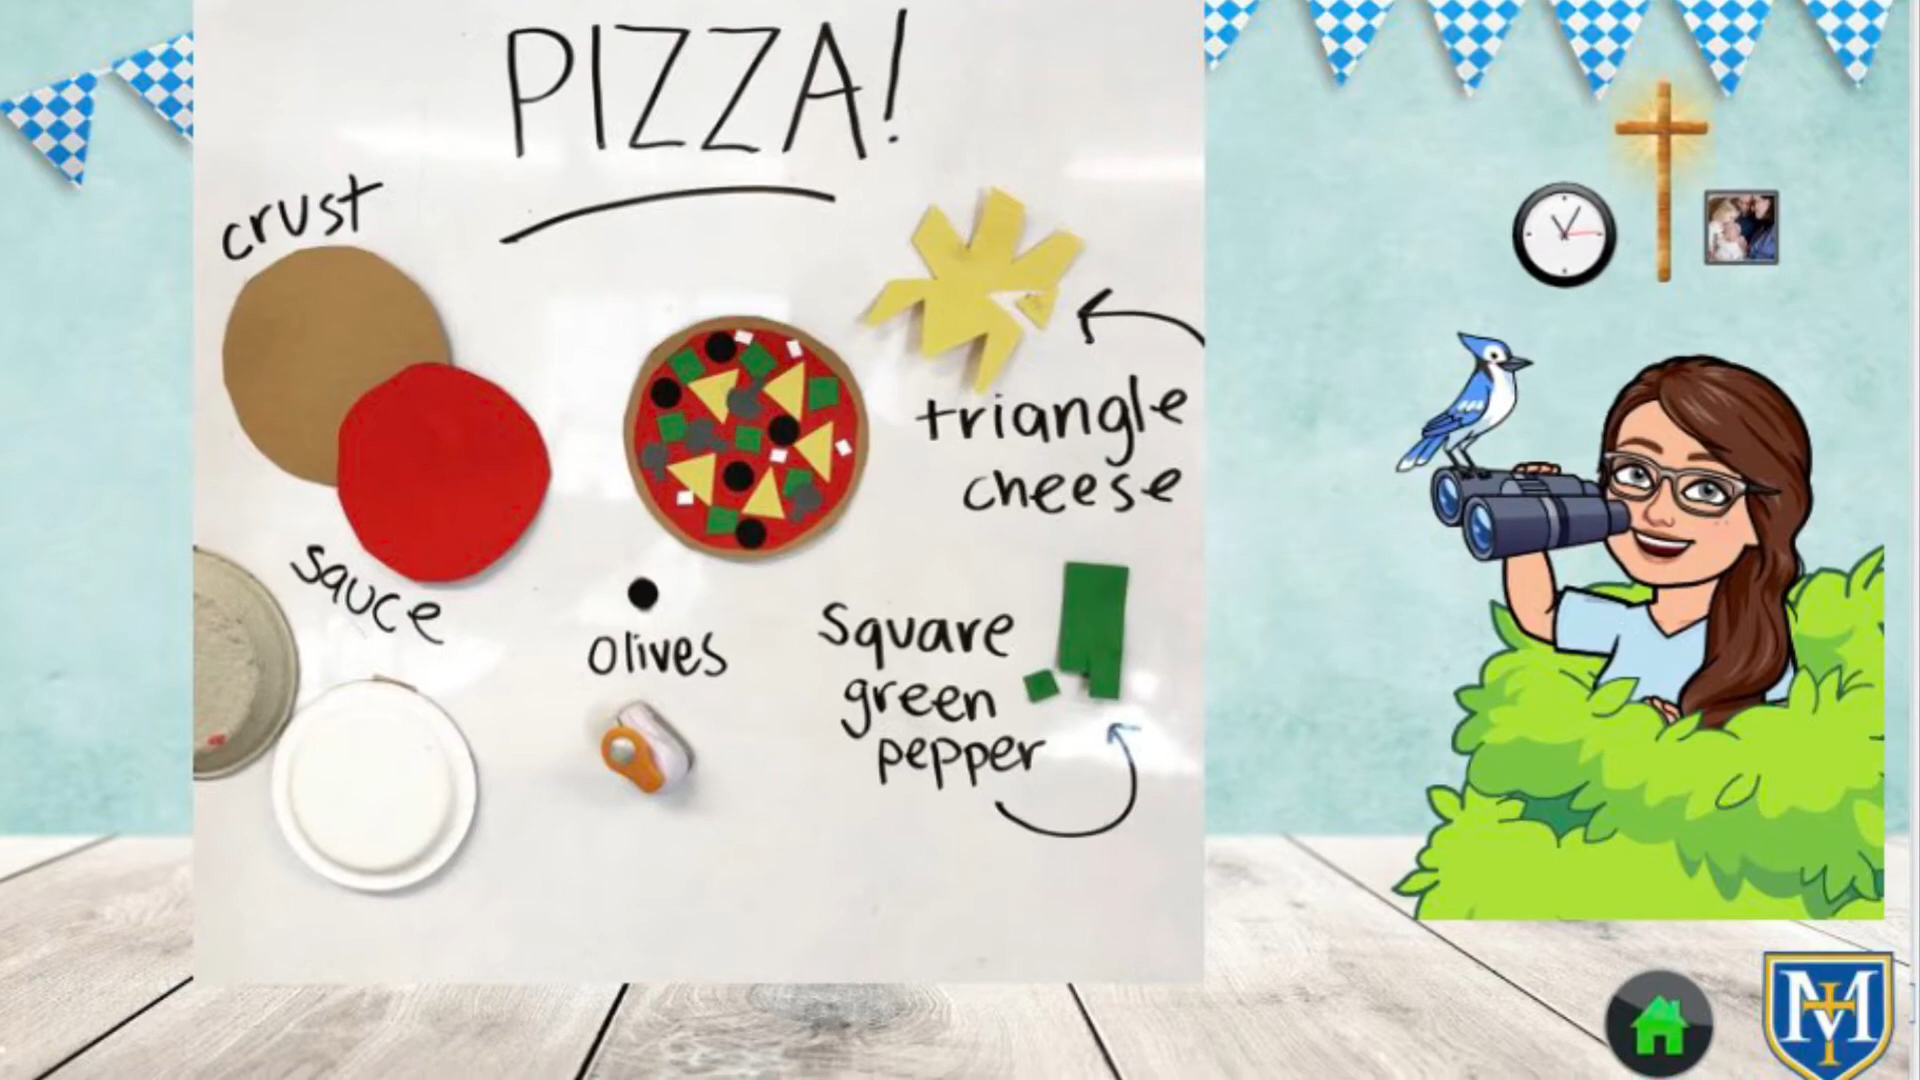 PIZZA!
crust
sauce
olives
triangle
cheese
square
green
pepper
M